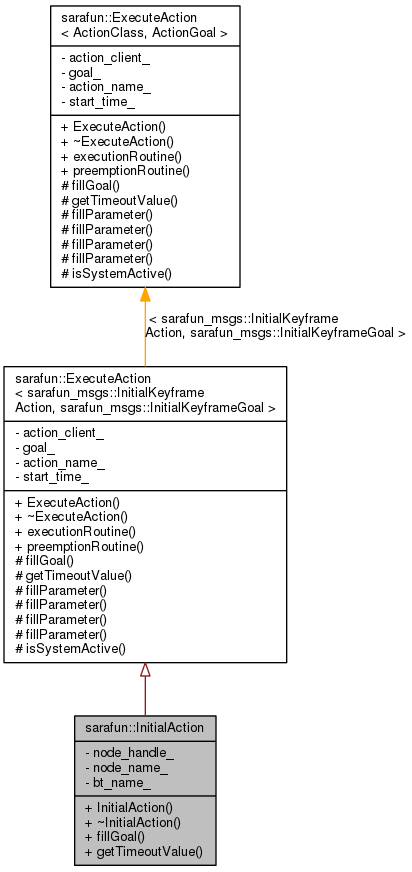 sarafun::ExecuteAction
< ActionClass, ActionGoal >
- action_client_
- goal_
- action_name_
- start_time_
+ ExecuteAction()
+ ~ExecuteAction()
+ executionRoutine()
+ preemptionRoutine()
# fillGoal()
# getTimeoutValue()
# fillParameter()
# fillParameter()
# fillParameter()
# fillParameter()
# isSystemActive()
< sarafun_msgs::InitialKeyframe
Action, sarafun_msgs::InitialKeyframeGoal >
sarafun::ExecuteAction
< sarafun_msgs::InitialKeyframe
Action, sarafun_msgs::InitialKeyframeGoal >
- action_client_
- goal_
- action_name_
- start_time_
+ ExecuteAction()
+ ~ExecuteAction()
+ executionRoutine()
+ preemptionRoutine()
# fillGoal()
# getTimeoutValue()
# fillParameter()
# fillParameter()
# fillParameter()
# fillParameter()
# isSystemActive()
sarafun::InitialAction
- node_handle_
- node_name_
- bt_name_
+ InitialAction()
+ ~InitialAction()
+ fillGoal()
+ getTimeoutValue()